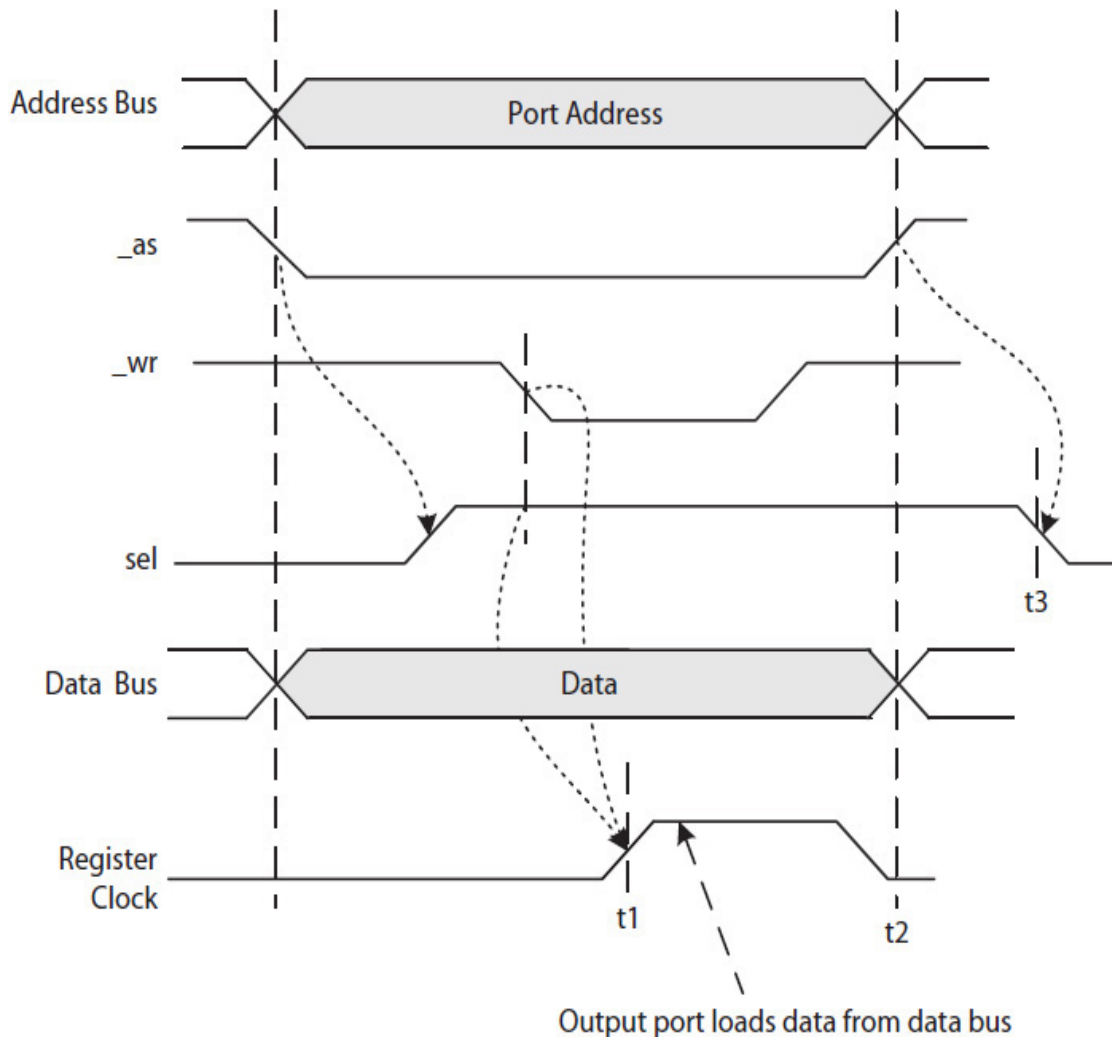 Address Bus
Port Address
_as
_wr
sel
t3
Data Bus
Data
Register
Clock
t1
t2
Output port loads data from data bus